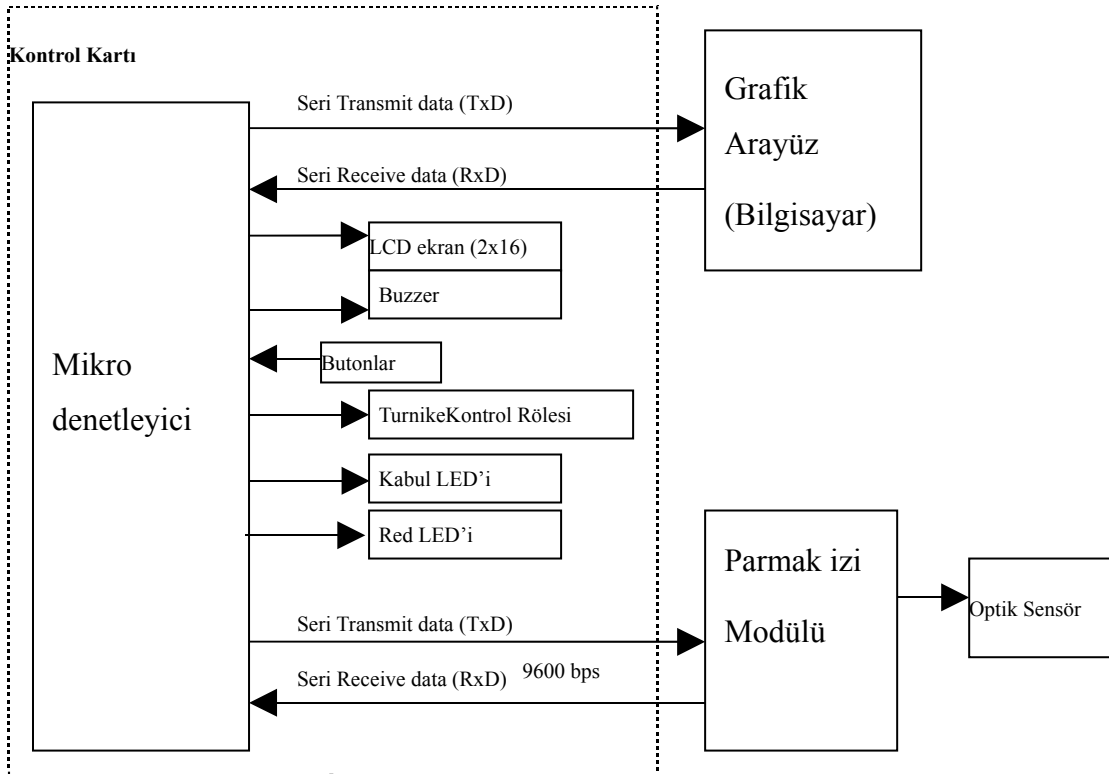 Kontrol Kartı
Seri Transmit data (TxD)
Seri Receive data (RxD)
Grafik
Arayüz
(Bilgisayar)
LCD ekran (2x16)
Buzzer
Butonlar
Mikro
denetleyici
TurnikeKontrol Rölesi
Kabul LED’i
Red LED’i
Parmak izi
Modülü
Optik Sensör
Seri Transmit data (TxD)
9600 bps
Seri Receive data (RxD)